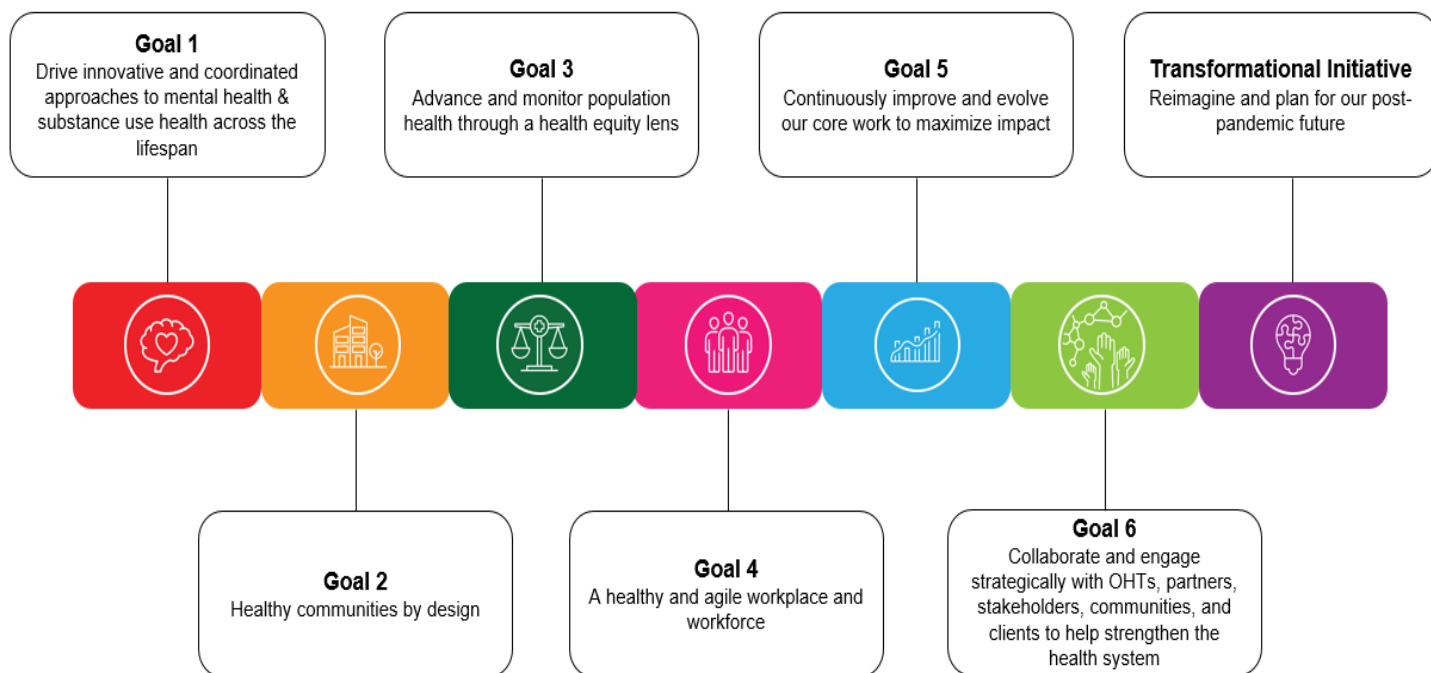 Goal 1
Drive innovative and coordinated
approaches to mental health &
substance use health across the
lifespan
Goal 3
Advance and monitor population
health through a health equity lens
Goal 5
Continuously improve and evolve
our core work to maximize impact
Transformational Initiative
Reimagine and plan for our post-
pandemic future
Goal 2
Healthy communities by design
Goal 4
A healthy and agile workplace and
workforce
Goal 6
Collaborate and engage
strategically with OHTs, partners,
stakeholders, communities, and
clients to help strengthen the
health system